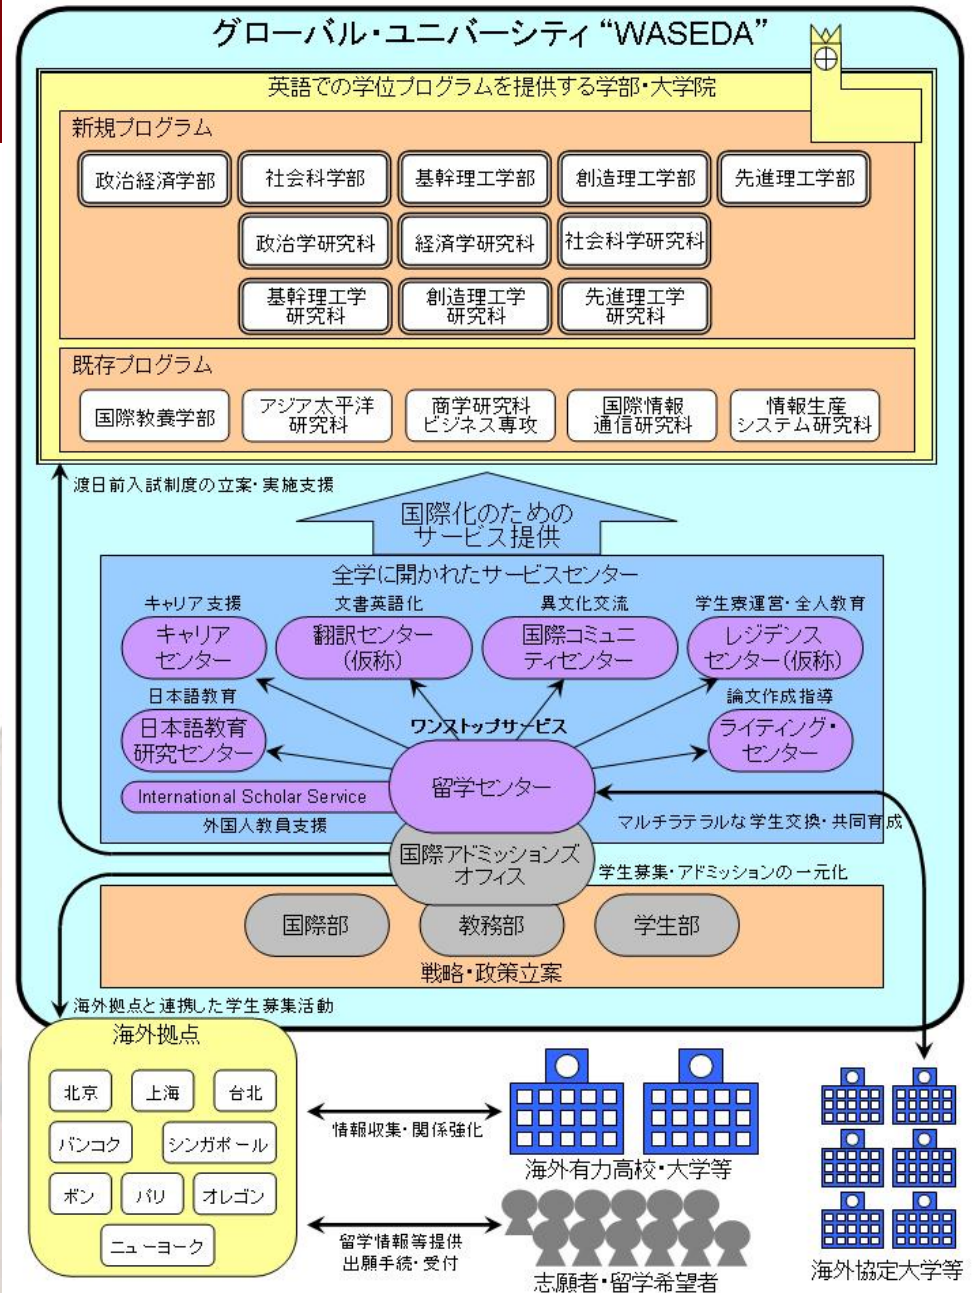 グローバル・ユニバーシティ “WASEDA”
英語での学位プログラムを提供する学部・大学院
新規プログラム
政治経済学部
社会科学部
基幹理工学部
創造理工学部
先進理工学部
政治学研究科
経済学研究科
社会科学研究科
基幹理工学
研究科
創造理工学
研究科
先進理工学
研究科
既存プログラム
国際教養学部
アジア太平洋
研究科
商学研究科
ビジネス専攻
国際情報
通信研究科
情報生産
システム研究科
渡日前入試制度の立案・実施支援
国際化のための
サービス提供
全学に開かれたサービスセンター
キャリア支援
キャリア
センター
文書英語化
翻訳センター
(仮称)
異文化交流
国際コミュニ
ティセンター
学生寮運営・全人教育
レジデンス
センター(仮称)
日本語教育
日本語教育
研究センター
ワンストップサービス
留学センター
論文作成指導
ライティング・
センター
International Scholar Service
外国人教員支援
マルチラテラルな学生交換・共同育成
国際アドミッションズ
オフィス
学生募集・アドミッションの一元化
国際部
教務部
学生部
戦略・政策立案
海外拠点と連携した学生募集活動
海外拠点
北京
上海
台北
バンコク
シンガポール
ボン
パリ
オレゴン
ニューヨーク
情報収集・関係強化
海外有力高校・大学等
留学情報等提供
出願手続・受付
志願者・留学希望者
海外協定大学等